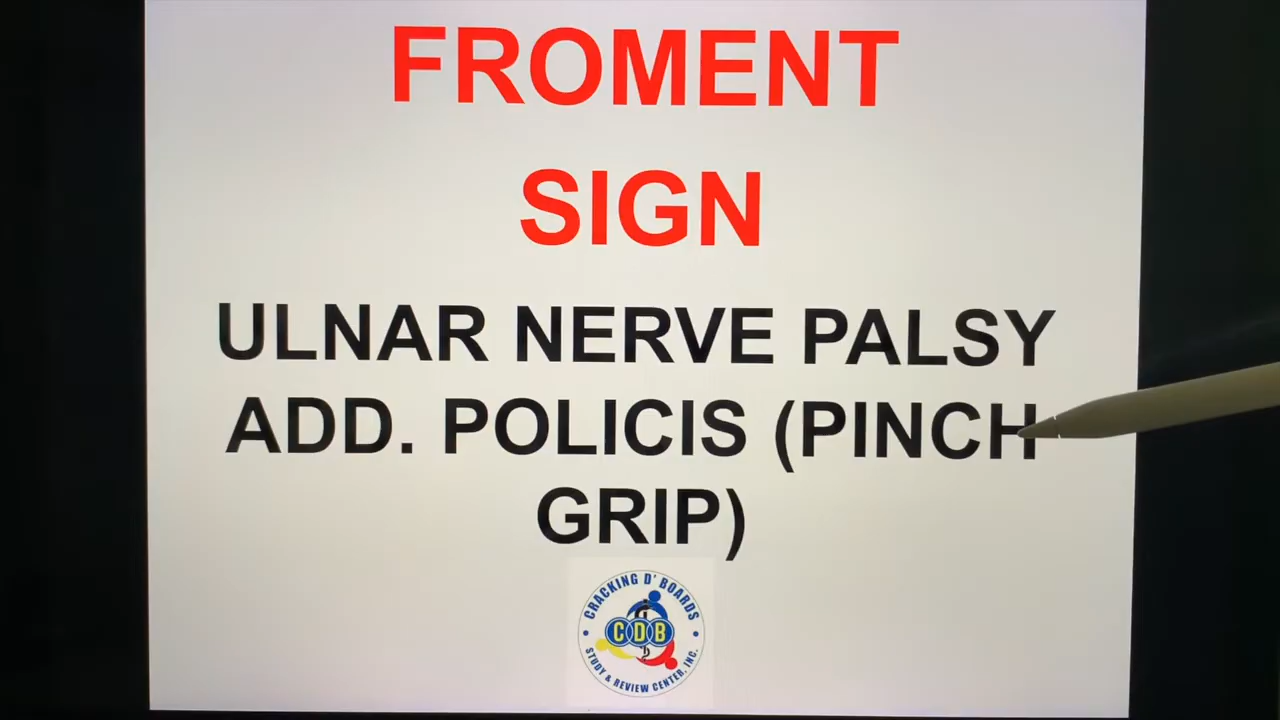 FROMENT
SIGN
ULNAR NERVE PALSY
ADD. POLICIS (PINCH
GRIP)
CRACKING D' BOARDS
CDB
STUDY & REVIEW CENTER, INC.